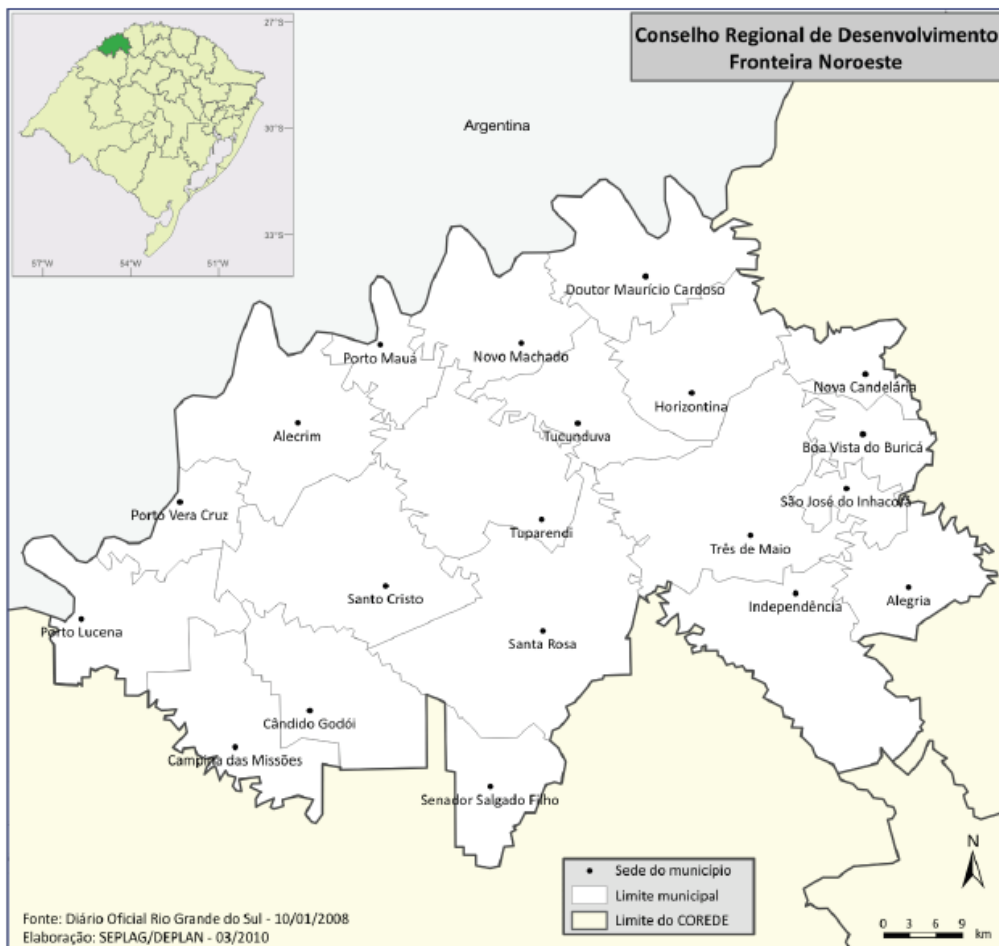 Conselho Regional de Desenvolvimento
Fronteira Noroeste
27°S
30°S
33°S
57°W
54°W
51°W
Argentina
Doutor Maurício Cardoso
Porto Mauá
Novo Machado
Nova Candelária
Horizontina
Alecrim
Tucunduva
Boa Vista do Buricá
São José do Inhacorá
Porto Vera Cruz
Tuparendi
Três de Maio
Santo Cristo
Independência
Alegria
Porto Lucena
Santa Rosa
Cândido Godói
Campina das Missões
Senador Salgado Filho
N
Sede do município
Limite municipal
Limite do COREDE
0 3 6 9
km
Fonte: Diário Oficial Rio Grande do Sul - 10/01/2008
Elaboração: SEPLAG/DEPLAN - 03/2010